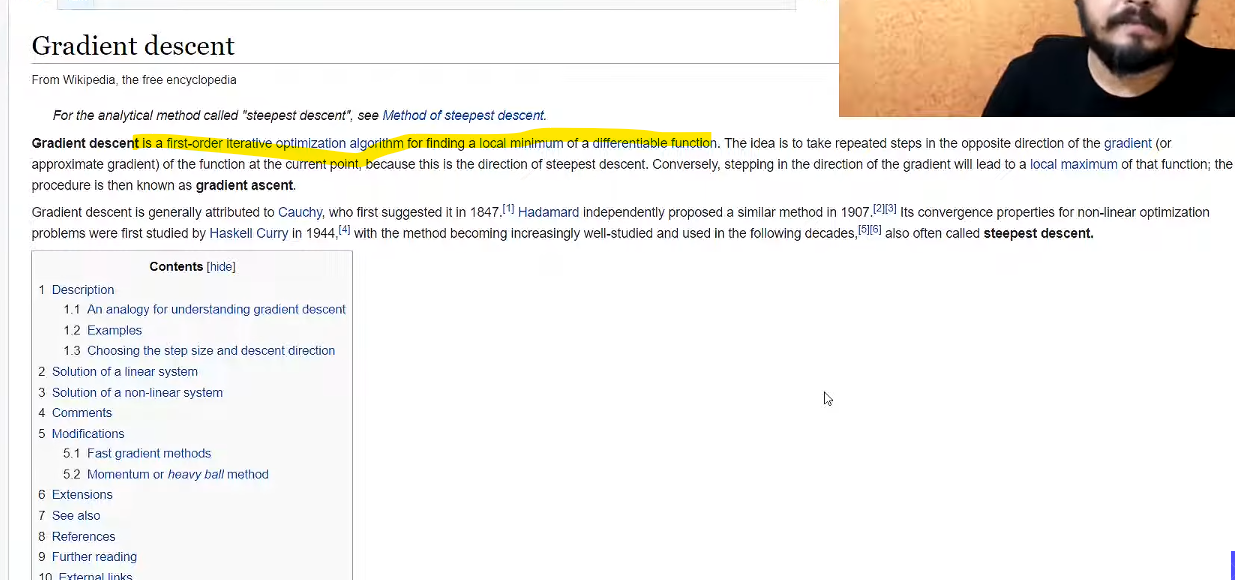 Gradient descent
From Wikipedia, the free encyclopedia
For the analytical method called "steepest descent", see Method of steepest descent.
Gradient descent is a first-order iterative optimization algorithm for finding a local minimum of a differentiable function. The idea is to take repeated steps in the opposite direction of the gradient (or
approximate gradient) of the function at the current point, because this is the direction of steepest descent. Conversely, stepping in the direction of the gradient will lead to a local maximum of that function; the
procedure is then known as gradient ascent.
Gradient descent is generally attributed to Cauchy, who first suggested it in 1847.[1] Hadamard independently proposed a similar method in 1907.[2][3] Its convergence properties for non-linear optimization
problems were first studied by Haskell Curry in 1944,[4] with the method becoming increasingly well-studied and used in the following decades,[5][6] also often called steepest descent.
Contents [hide]
1 Description
1.1 An analogy for understanding gradient descent
1.2 Examples
1.3 Choosing the step size and descent direction
2 Solution of a linear system
3 Solution of a non-linear system
4 Comments
5 Modifications
5.1 Fast gradient methods
5.2 Momentum or heavy ball method
6 Extensions
7 See also
8 References
9 Further reading
10 External links